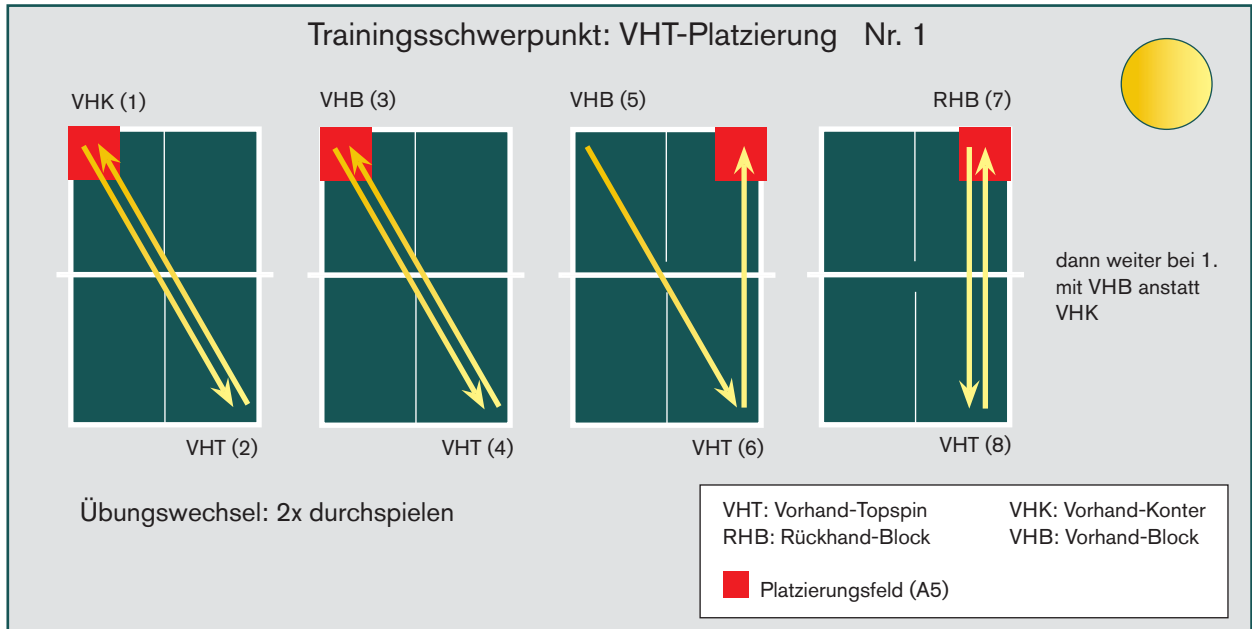 Trainingsschwerpunkt: VHT-Platzierung Nr. 1
VHK (1)
VHB (3)
VHB (5)
RHB (7)
dann weiter bei 1.
mit VHB anstatt
VHK
VHT (2)
VHT (4)
VHT (6)
VHT (8)
Übungswechsel: 2x durchspielen
VHT: Vorhand-Topspin
VHK: Vorhand-Konter
RHB: Rückhand-Block
VHB: Vorhand-Block
Platzierungsfeld (A5)